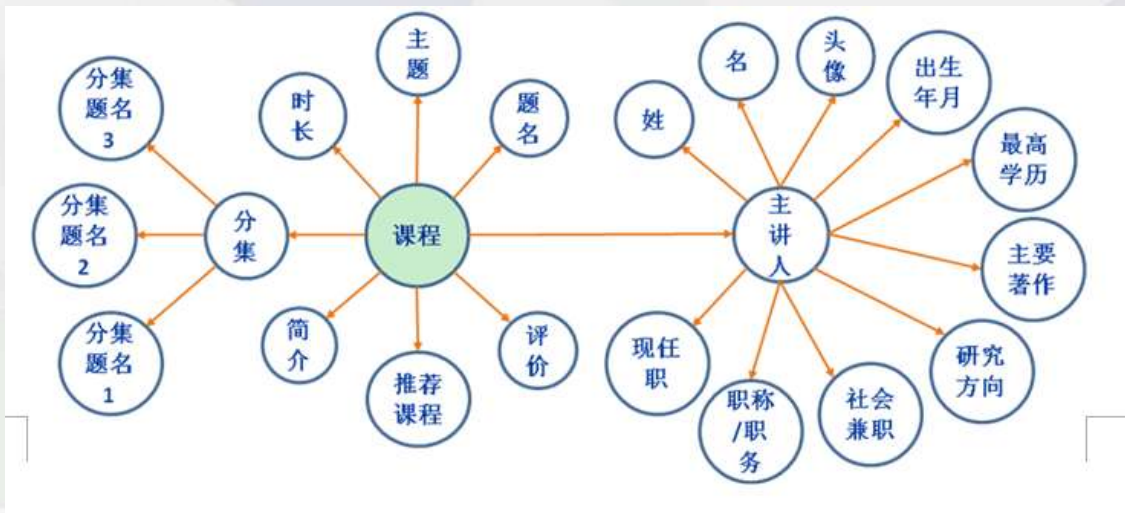 主
题
分集
题名
3
时
长
题
名
分集
题名
2
分
集
课程
分集
题名
1
简
介
推荐
课程
评
价
姓
名
头
像
出生
年月
最高
学历
主
讲
人
主要
著作
研究
方向
社会
兼职
职称
/职
务
现任
职